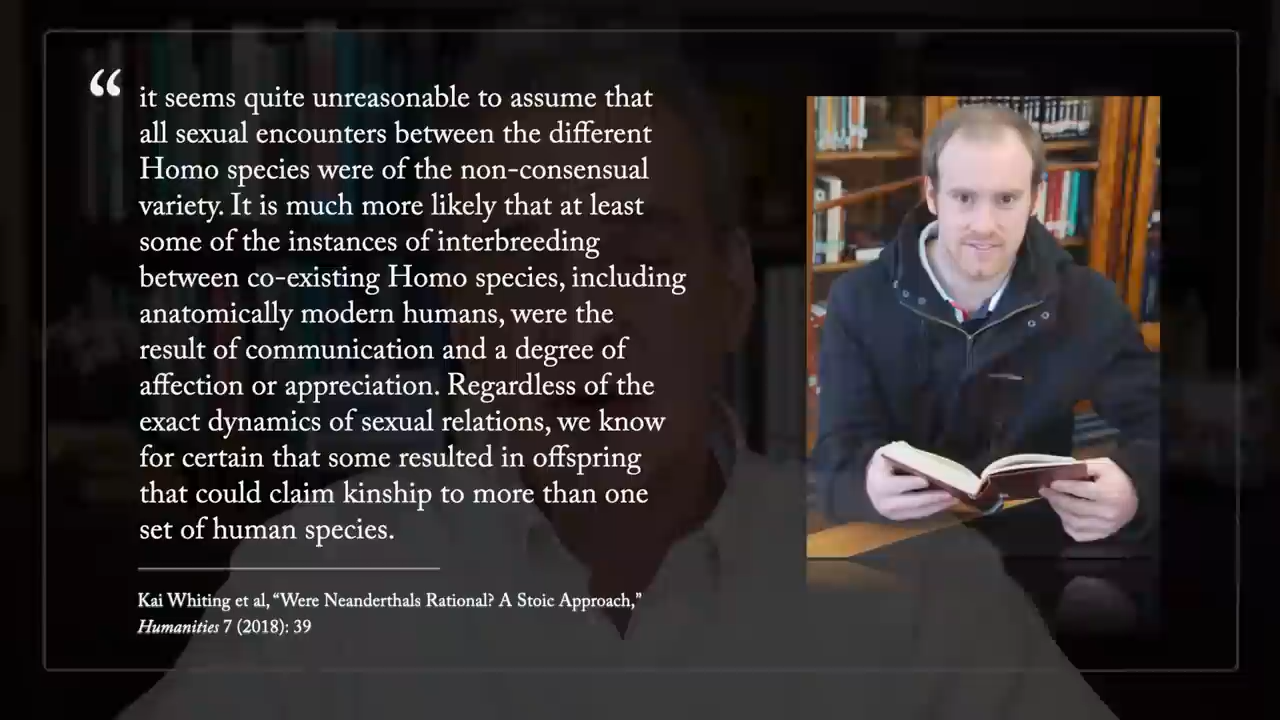 “ it seems quite unreasonable to assume that
all sexual encounters between the different
Homo species were of the non-consensual
variety. It is much more likely that at least
some of the instances of interbreeding
between co-existing Homo species, including
anatomically modern humans, were the
result of communication and a degree of
affection or appreciation. Regardless of the
exact dynamics of sexual relations, we know
for certain that some resulted in offspring
that could claim kinship to more than one
set of human species.
Kai Whiting et al, “Were Neanderthals Rational? A Stoic Approach,”
Humanities 7 (2018): 39